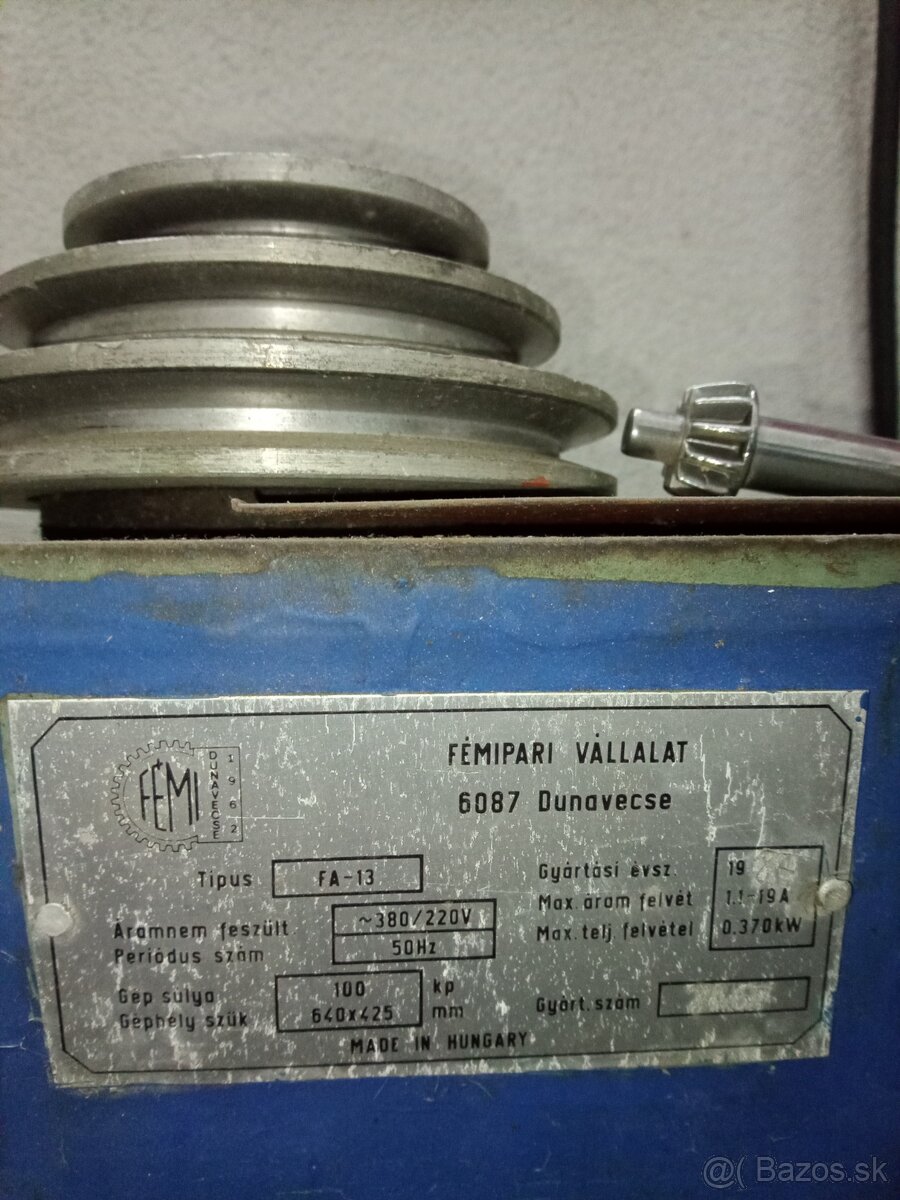 FÉMI
DUNAVECSE
1962
FÉMIPARI VÁLLALAT
6087 Dunavecse
Tipus FA-13
Áramnem feszült. ~380/220V
Periódus szám 50Hz
Gép súlya 100 kp
Géphely szük 640x425 mm
Gyártási évsz. 19
Max. áram felvét 1.1-1.9A
Max. telj. felvétel 0.370kW
Gyárt. szám
MADE IN HUNGARY
@( Bazos.sk